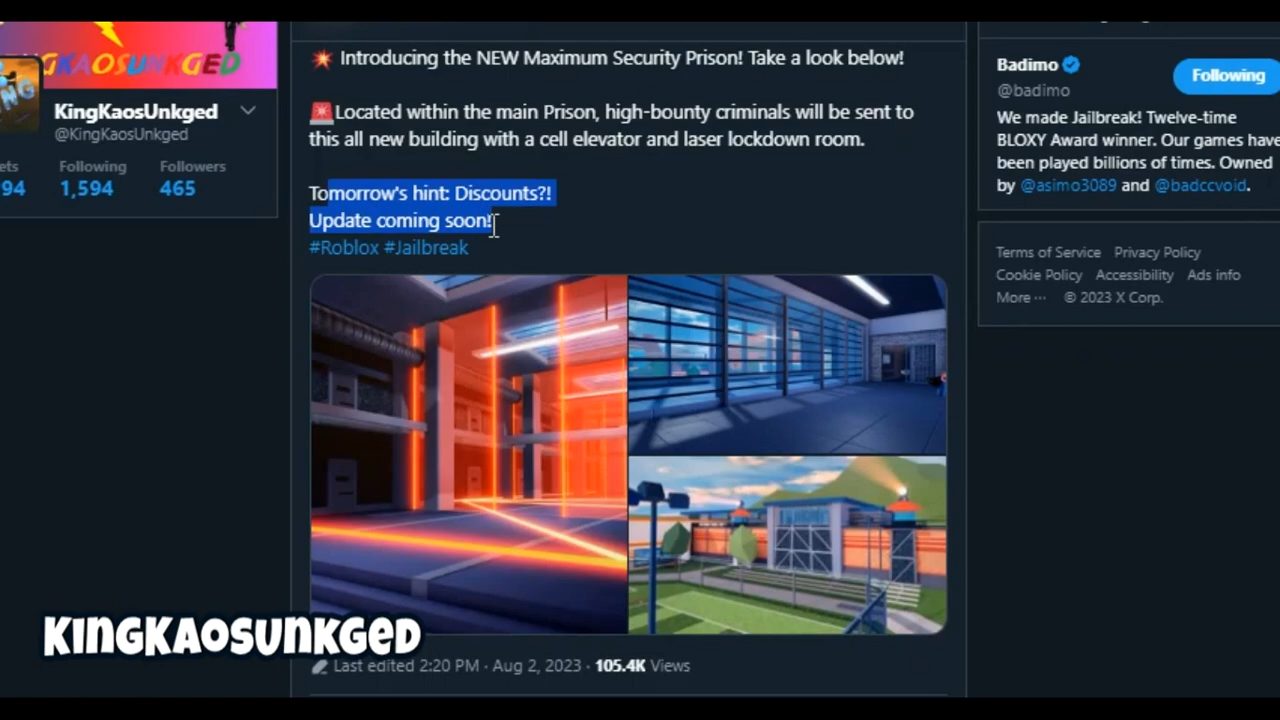 KAOSUNKGED
KingKaosUnkged
@KingKaosUnkged
ets
Following
Followers
94
1,594
465
💥 Introducing the NEW Maximum Security Prison! Take a look below!
🚨Located within the main Prison, high-bounty criminals will be sent to
this all new building with a cell elevator and laser lockdown room.
Tomorrow's hint: Discounts?!
Update coming soon!
#Roblox #Jailbreak
Last edited 2:20 PM · Aug 2, 2023 · 105.4K Views
Badimo
@badimo
Following
We made Jailbreak! Twelve-time
BLOXY Award winner. Our games have
been played billions of times. Owned
by @asimo3089 and @badccvoid.
Terms of Service Privacy Policy
Cookie Policy Accessibility Ads info
More ··· © 2023 X Corp.
KINGKAOSUNKGED